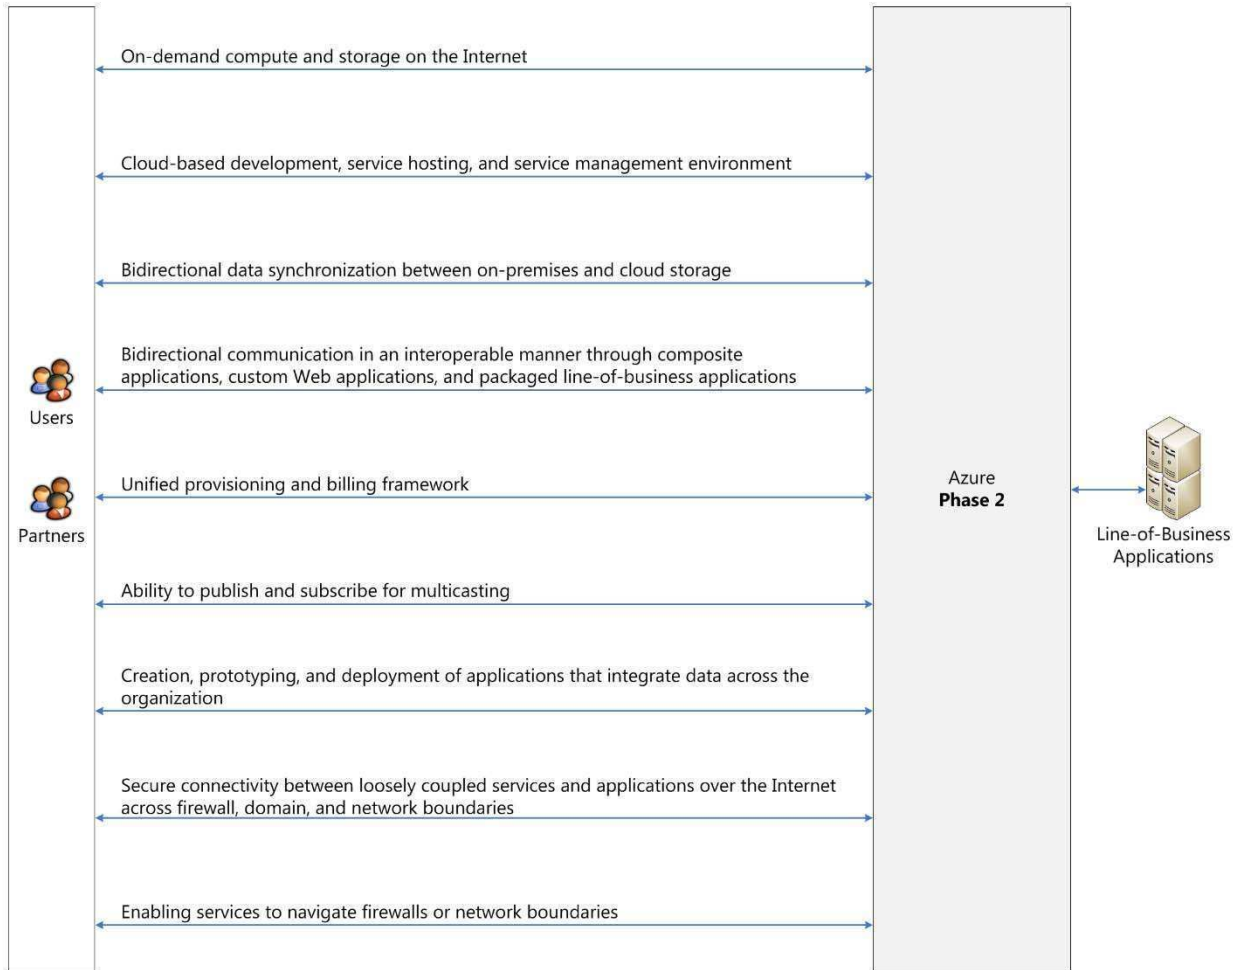 On-demand compute and storage on the Internet
Cloud-based development, service hosting, and service management environment
Bidirectional data synchronization between on-premises and cloud storage
Bidirectional communication in an interoperable manner through composite
applications, custom Web applications, and packaged line-of-business applications
Users
Unified provisioning and billing framework
Partners
Azure
Phase 2
Line-of-Business
Applications
Ability to publish and subscribe for multicasting
Creation, prototyping, and deployment of applications that integrate data across the
organization
Secure connectivity between loosely coupled services and applications over the Internet
across firewall, domain, and network boundaries
Enabling services to navigate firewalls or network boundaries